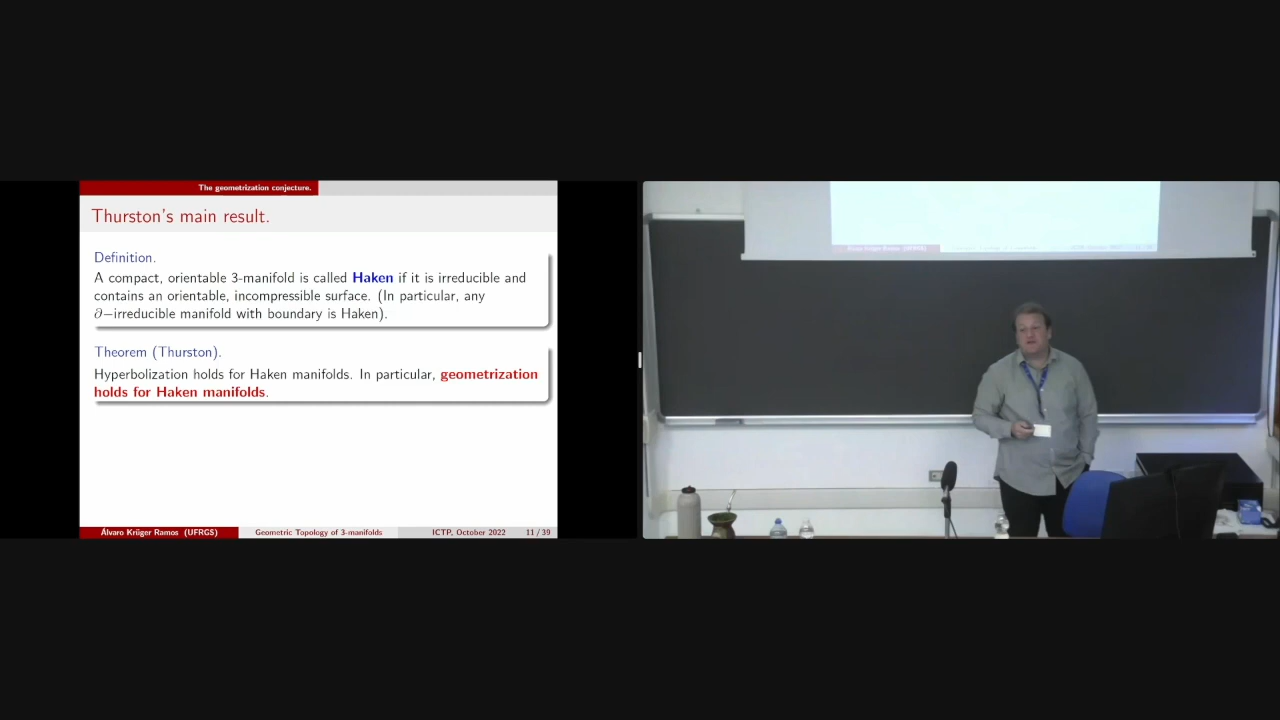 The geometrization conjecture.
Thurston's main result.
Definition.
A compact, orientable 3-manifold is called Haken if it is irreducible and
contains an orientable, incompressible surface. (In particular, any
∂−irreducible manifold with boundary is Haken).
Theorem (Thurston).
Hyperbolization holds for Haken manifolds. In particular, geometrization
holds for Haken manifolds.
Álvaro Krüger Ramos (UFRGS) Geometric Topology of 3-manifolds ICTP, October 2022 11 / 39